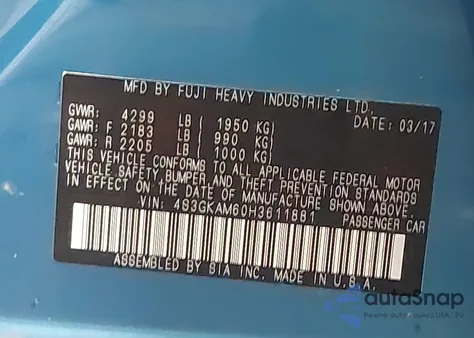 MFD BY FUJI HEAVY INDUSTRIES LTD.
GVWR: 4299 LB ( 1950 KG) DATE: 03/17
GAWR: F 2183 LB ( 990 KG)
GAWR: R 2205 LB ( 1000 KG)
THIS VEHICLE CONFORMS TO ALL APPLICABLE FEDERAL MOTOR
VEHICLE SAFETY, BUMPER AND THEFT PREVENTION STANDARDS
IN EFFECT ON THE DATE OF MANUFACTURE SHOWN ABOVE.
VIN: 4S3GKAM60H3611681
PASSENGER CAR
ASSEMBLED BY SIA INC. MADE IN U.S.A.
autoSnap